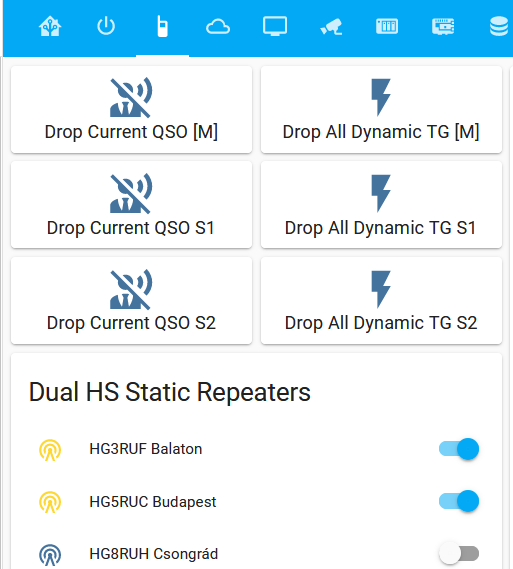 Drop Current QSO [M]
Drop All Dynamic TG [M]
Drop Current QSO S1
Drop All Dynamic TG S1
Drop Current QSO S2
Drop All Dynamic TG S2
Dual HS Static Repeaters
HG3RUF Balaton
HG5RUC Budapest
HG8RUH Csongrád